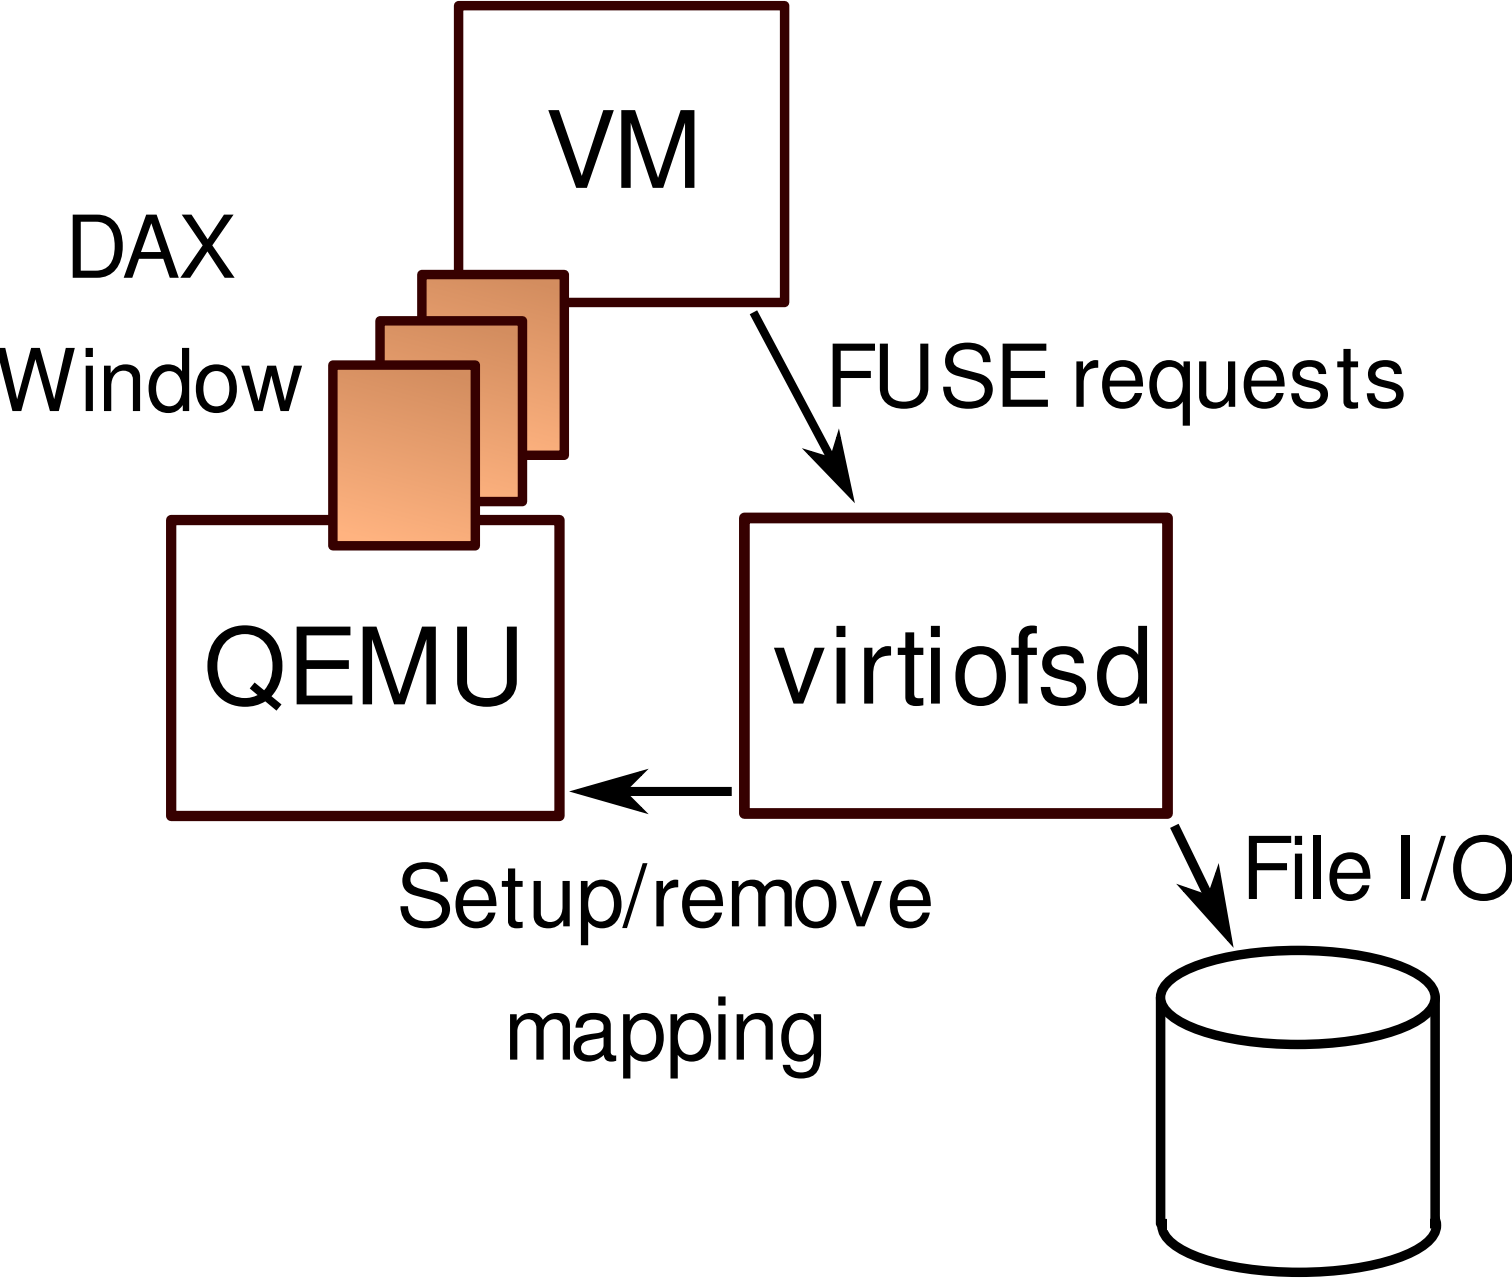 VM
DAX
Window
FUSE requests
QEMU
virtiofsd
Setup/remove
mapping
File I/O